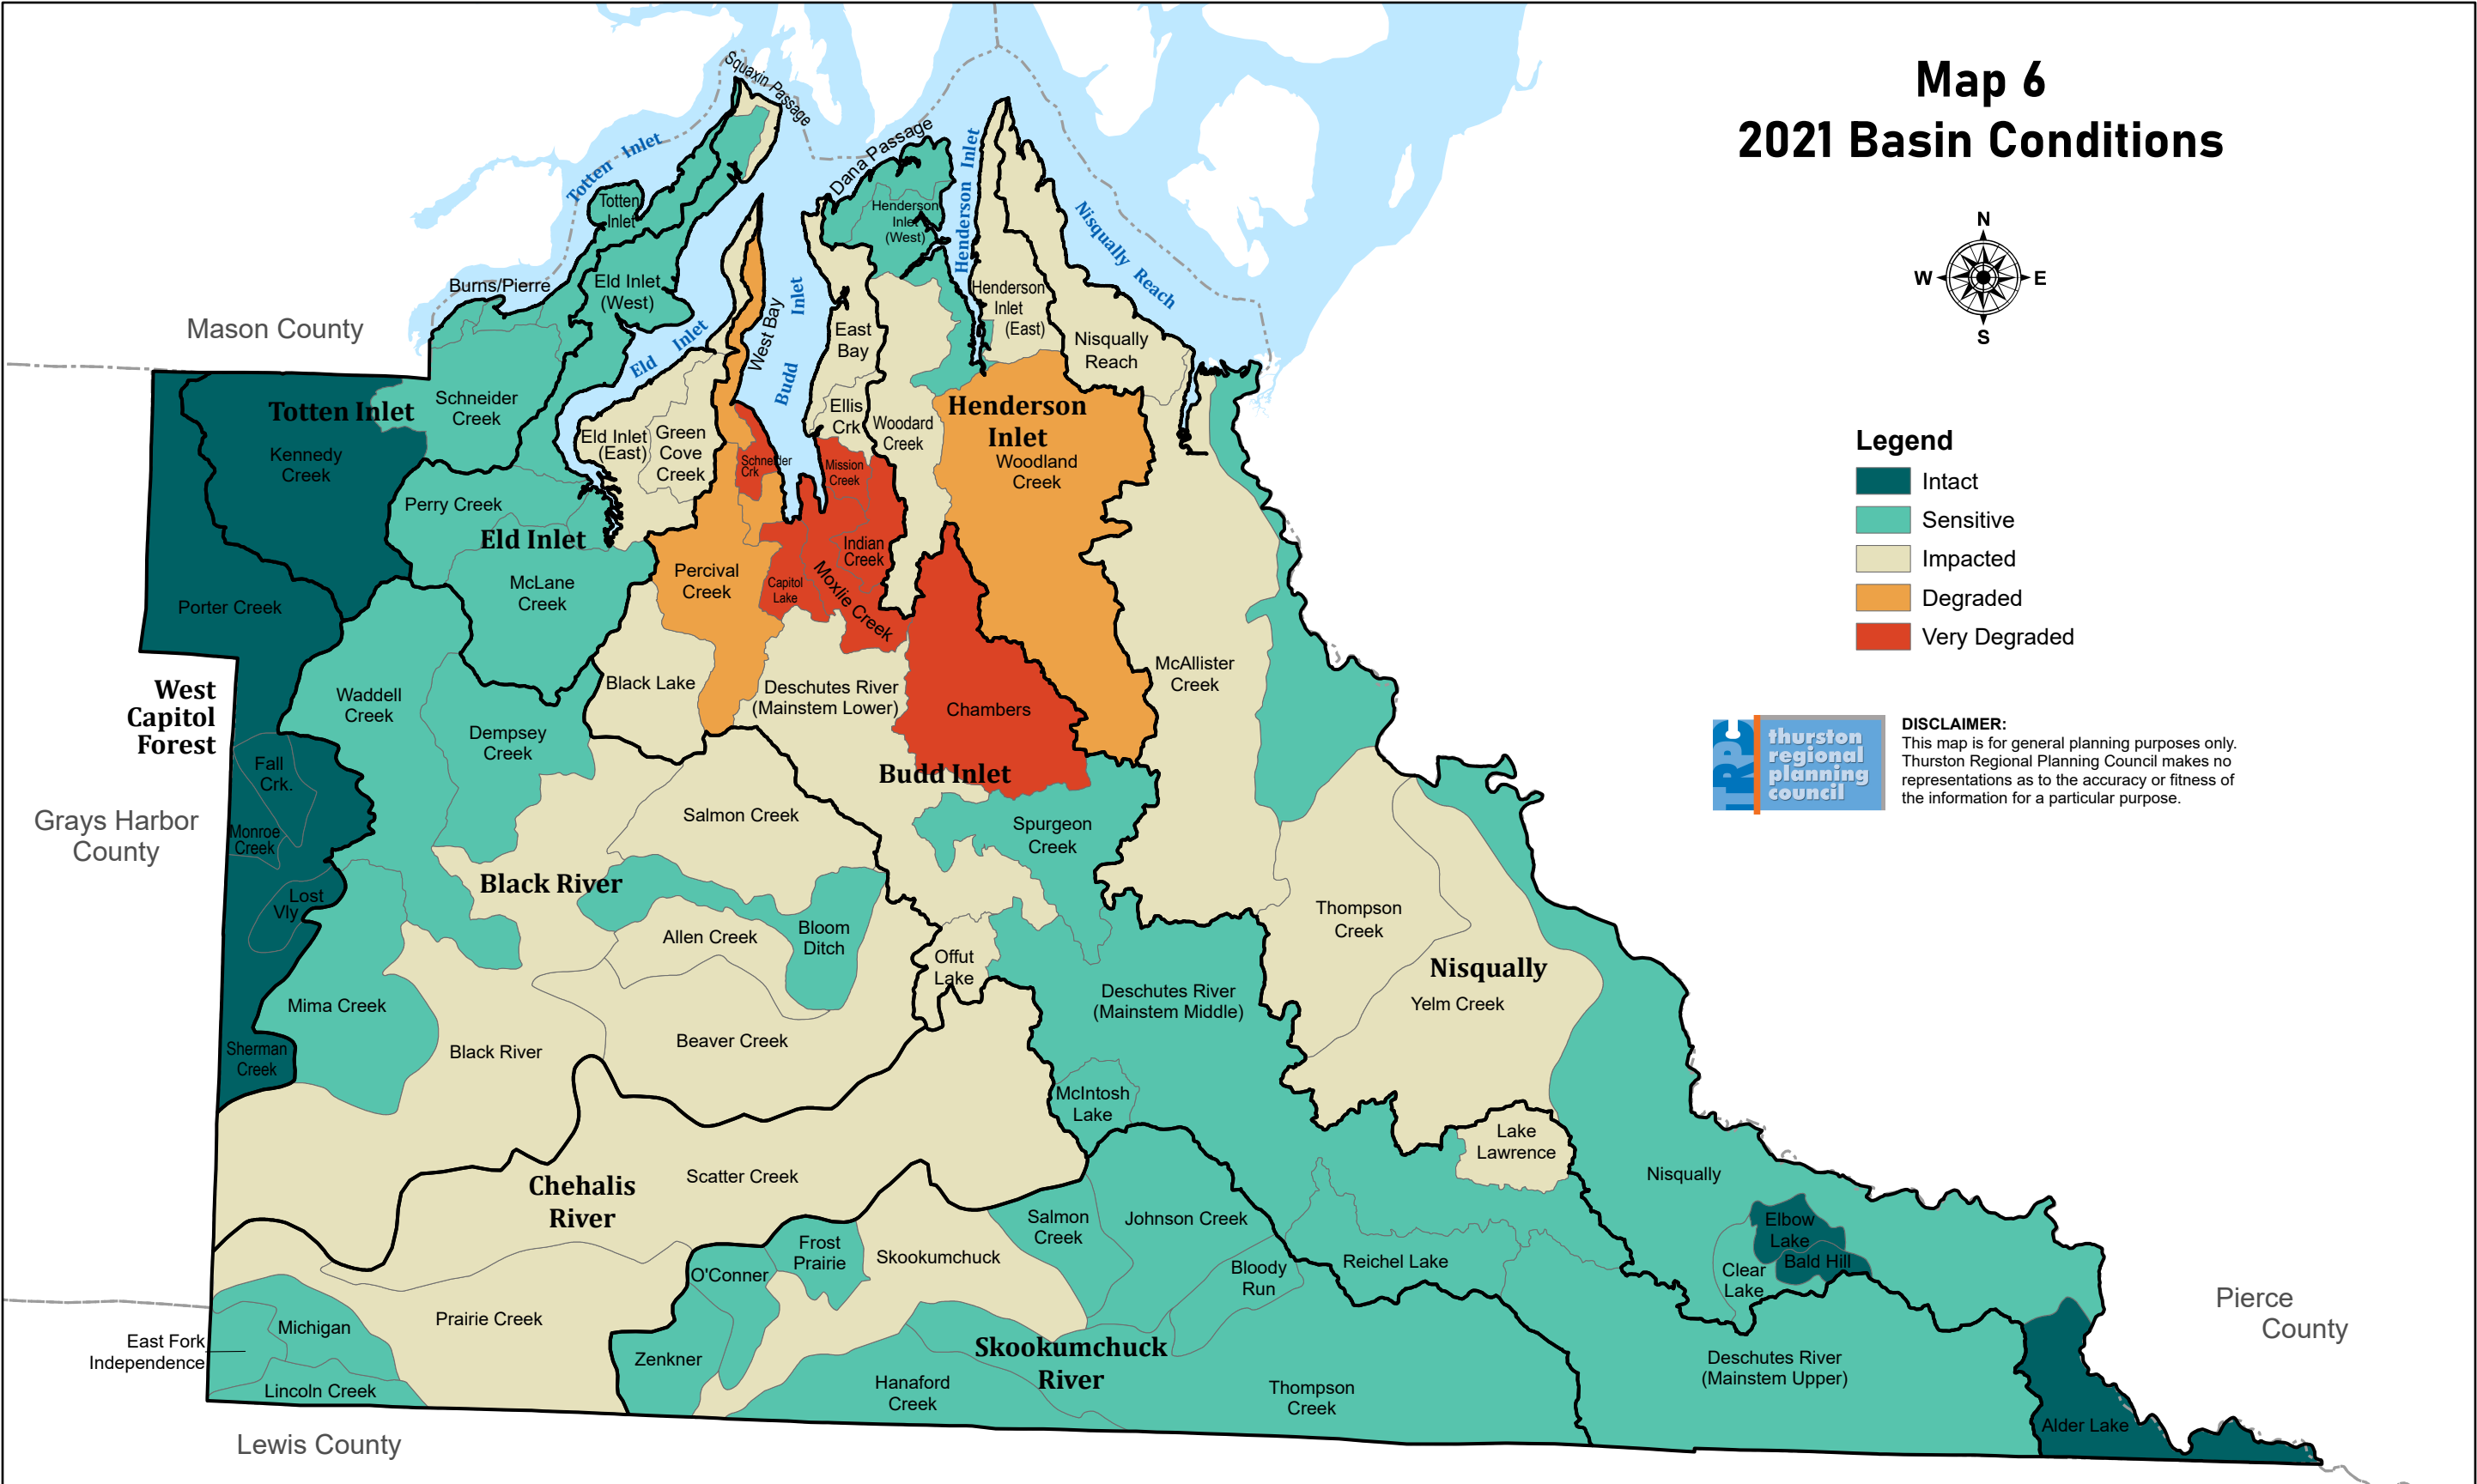 Map 6
2021 Basin Conditions
N
W
E
S
Legend
Intact
Sensitive
Impacted
Degraded
Very Degraded
TRPC
thurston
regional
planning
council
DISCLAIMER:
This map is for general planning purposes only.
Thurston Regional Planning Council makes no
representations as to the accuracy or fitness of
the information for a particular purpose.
Squaxin Passage
Totten Inlet
Dana Passage
Henderson Inlet
Nisqually Reach
Totten
Inlet
Henderson
Inlet
(West)
Burns/Pierre
Eld Inlet
(West)
Eld Inlet
West Bay
Budd Inlet
East
Bay
Henderson
Inlet
(East)
Nisqually
Reach
Mason County
Totten Inlet
Kennedy
Creek
Schneider
Creek
Eld Inlet
(East)
Green
Cove
Creek
Schneider
Crk
Ellis
Crk
Mission
Creek
Woodard
Creek
Henderson
Inlet
Woodland
Creek
Perry Creek
Eld Inlet
McLane
Creek
Porter Creek
Percival
Creek
Capitol
Lake
Moxlie Creek
Indian
Creek
McAllister
Creek
West
Capitol
Forest
Waddell
Creek
Dempsey
Creek
Black Lake
Deschutes River
(Mainstem Lower)
Chambers
Budd Inlet
Fall
Crk.
Grays Harbor
County
Monroe
Creek
Lost
Vly
Salmon Creek
Spurgeon
Creek
Black River
Allen Creek
Bloom
Ditch
Offut
Lake
Thompson
Creek
Nisqually
Yelm Creek
Mima Creek
Deschutes River
(Mainstem Middle)
Sherman
Creek
Black River
Beaver Creek
McIntosh
Lake
Lake
Lawrence
Chehalis
River
Scatter Creek
Nisqually
Salmon
Creek
Johnson Creek
Elbow
Lake
Bald Hill
Clear
Lake
O'Conner
Frost
Prairie
Skookumchuck
Bloody
Run
Reichel Lake
Pierce
County
East Fork
Independence
Michigan
Prairie Creek
Zenkner
Skookumchuck
River
Lincoln Creek
Hanaford
Creek
Thompson
Creek
Deschutes River
(Mainstem Upper)
Alder Lake
Lewis County